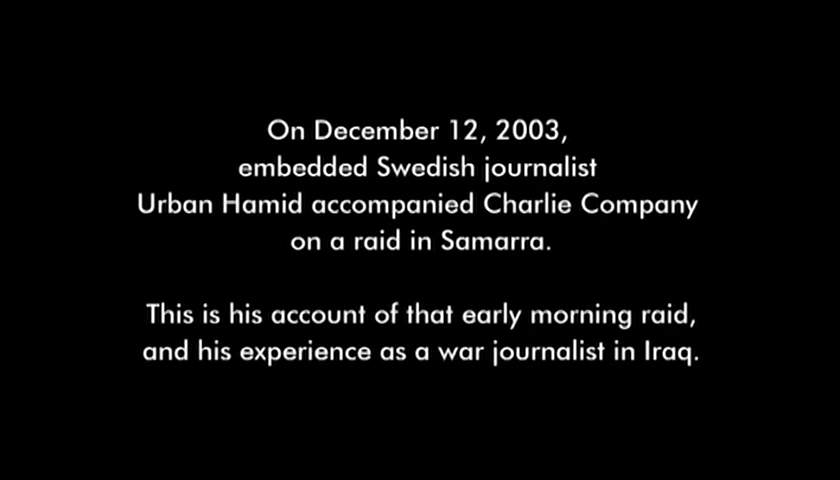 On December 12, 2003,
embedded Swedish journalist
Urban Hamid accompanied Charlie Company
on a raid in Samarra.
This is his account of that early morning raid,
and his experience as a war journalist in Iraq.